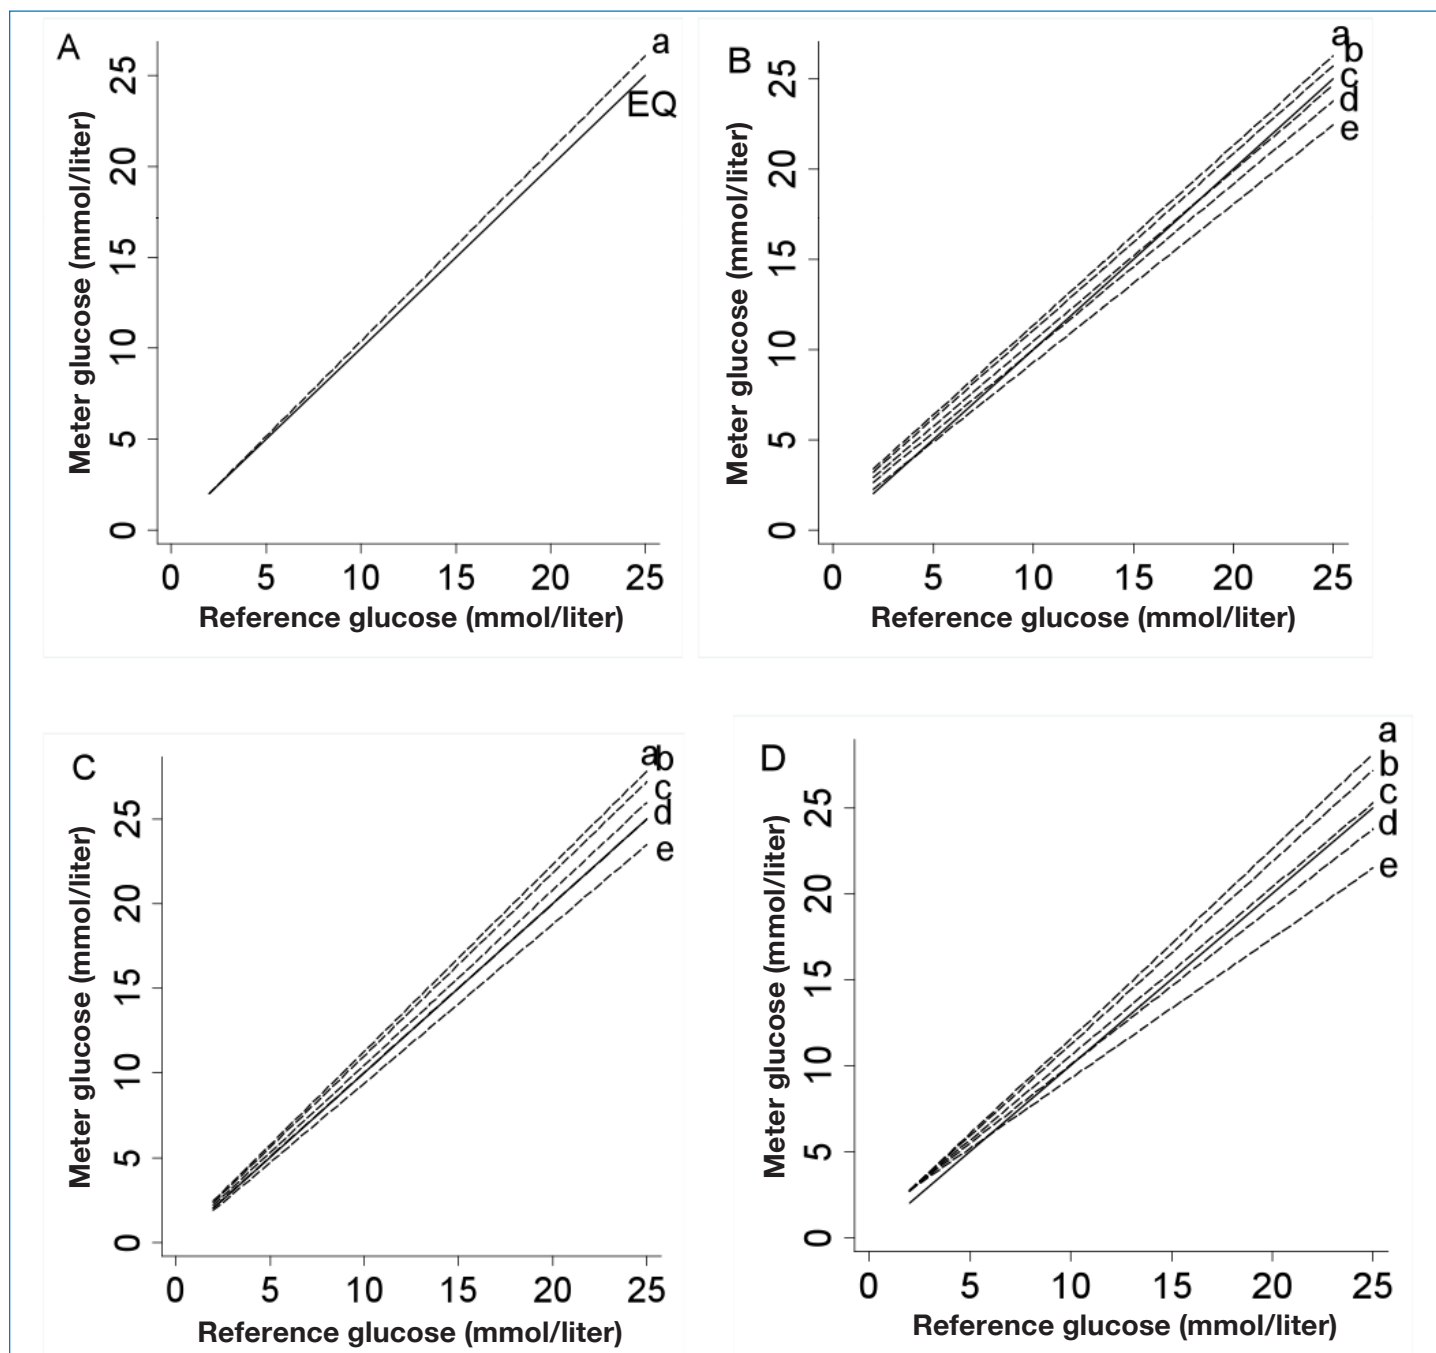 A
a
EQ
Meter glucose (mmol/liter)
25
20
15
10
5
0
0 5 10 15 20 25
Reference glucose (mmol/liter)
B
a
b
c
d
e
Meter glucose (mmol/liter)
25
20
15
10
5
0
0 5 10 15 20 25
Reference glucose (mmol/liter)
C
a
b
c
d
e
Meter glucose (mmol/liter)
25
20
15
10
5
0
0 5 10 15 20 25
Reference glucose (mmol/liter)
D
a
b
c
d
e
Meter glucose (mmol/liter)
25
20
15
10
5
0
0 5 10 15 20 25
Reference glucose (mmol/liter)